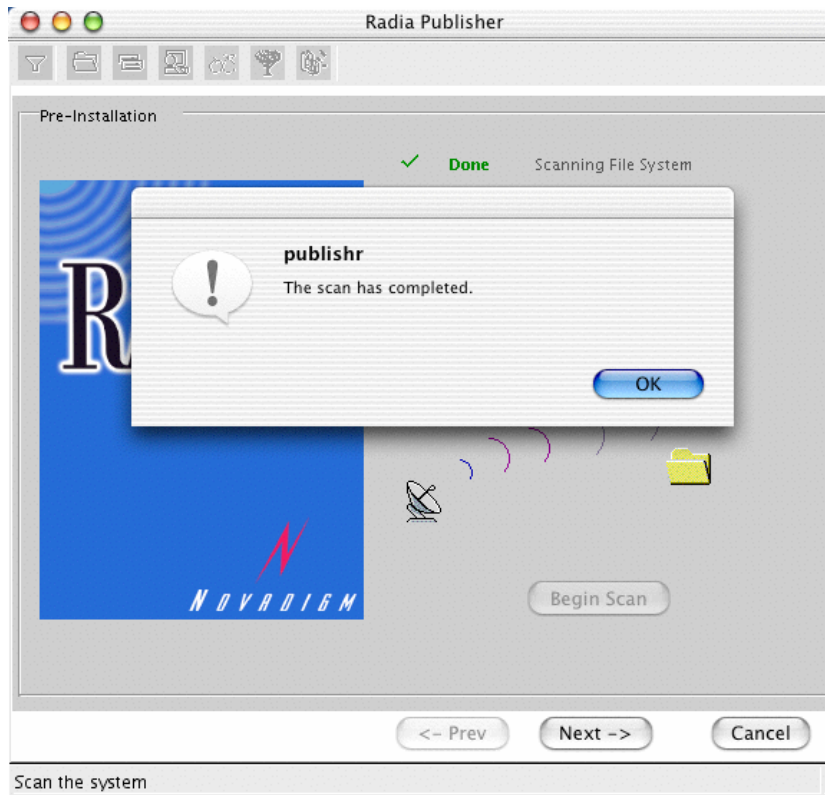 Radia Publisher
Pre-Installation
Done Scanning File System
publishr
The scan has completed.
OK
R
NOVADIGM
Begin Scan
<- Prev Next -> Cancel
Scan the system